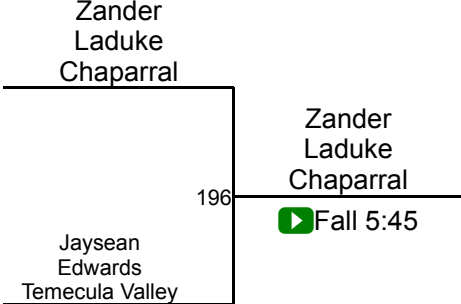 Zander
Laduke
Chaparral
Zander
Laduke
Chaparral
196
Fall 5:45
Jaysean
Edwards
Temecula Valley